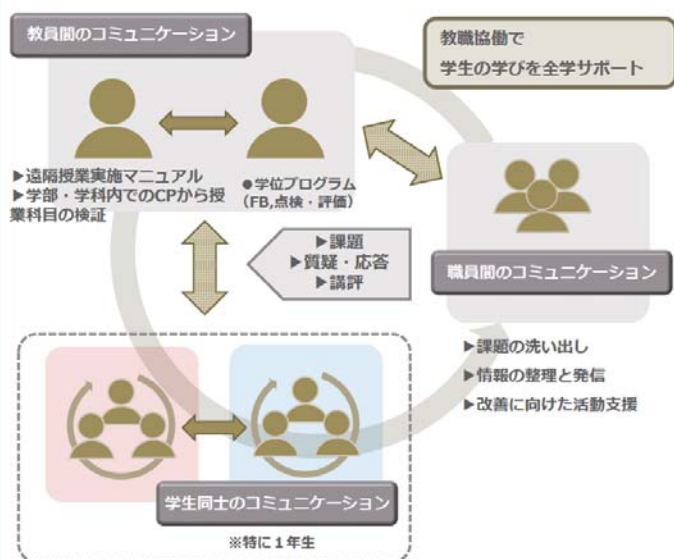 教員間のコミュニケーション
教職協働で
学生の学びを全学サポート
▶遠隔授業実施マニュアル
▶学部・学科内でのCPから授
業科目の検証
●学位プログラム
（FB,点検・評価）
▶課題
▶質疑・応答
▶講評
職員間のコミュニケーション
▶課題の洗い出し
▶情報の整理と発信
▶改善に向けた活動支援
学生同士のコミュニケーション
※特に１年生